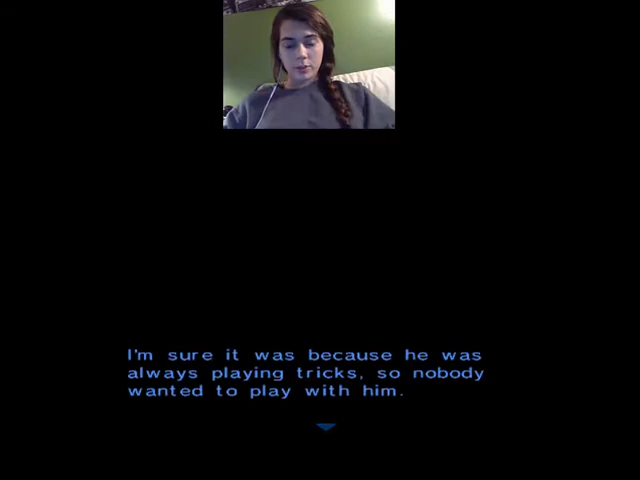 I'm sure it was because he was
always playing tricks, so nobody
wanted to play with him.